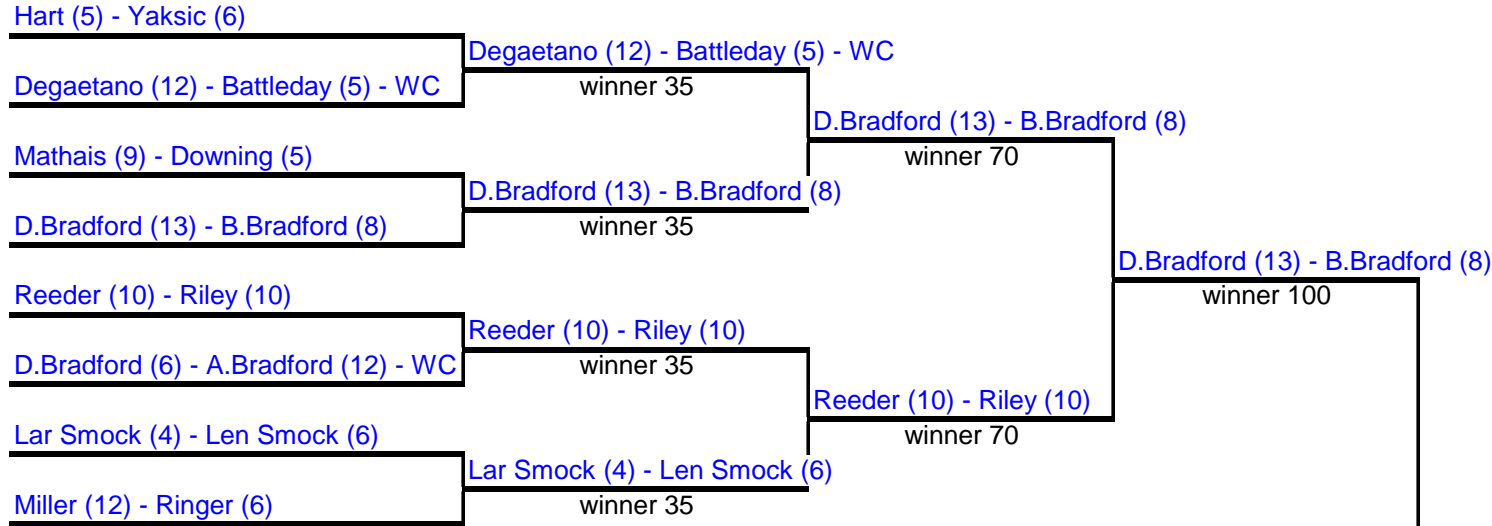 Hart (5) - Yaksic (6)
Degaetano (12) - Battleday (5) - WC
Degaetano (12) - Battleday (5) - WC
winner 35
D.Bradford (13) - B.Bradford (8)
Mathais (9) - Downing (5)
winner 70
D.Bradford (13) - B.Bradford (8)
D.Bradford (13) - B.Bradford (8)
winner 35
D.Bradford (13) - B.Bradford (8)
Reeder (10) - Riley (10)
winner 100
Reeder (10) - Riley (10)
D.Bradford (6) - A.Bradford (12) - WC
winner 35
Reeder (10) - Riley (10)
Lar Smock (4) - Len Smock (6)
winner 70
Lar Smock (4) - Len Smock (6)
Miller (12) - Ringer (6)
winner 35